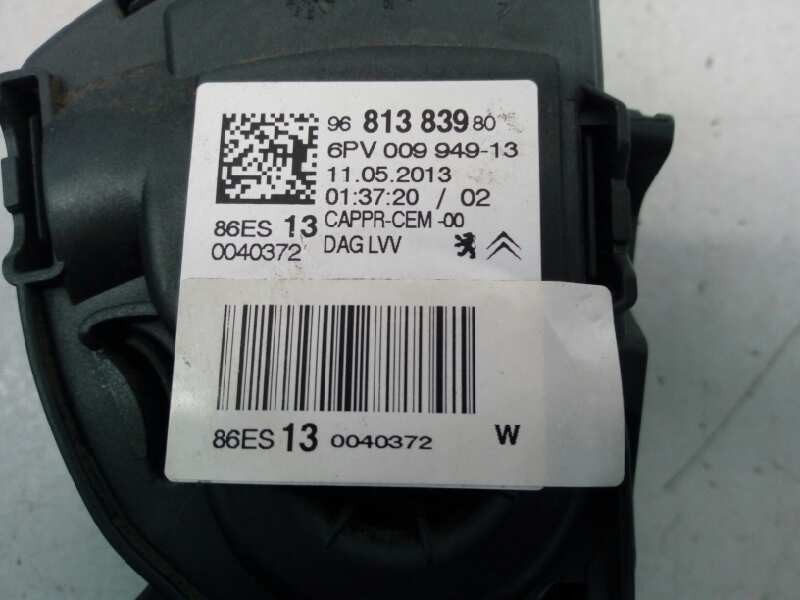 96 813 839 80
6PV 009 949-13
11.05.2013
01:37:20 / 02
86ES 13 CAPPR-CEM -00
0040372 DAG LVV
86ES 13 0040372 W